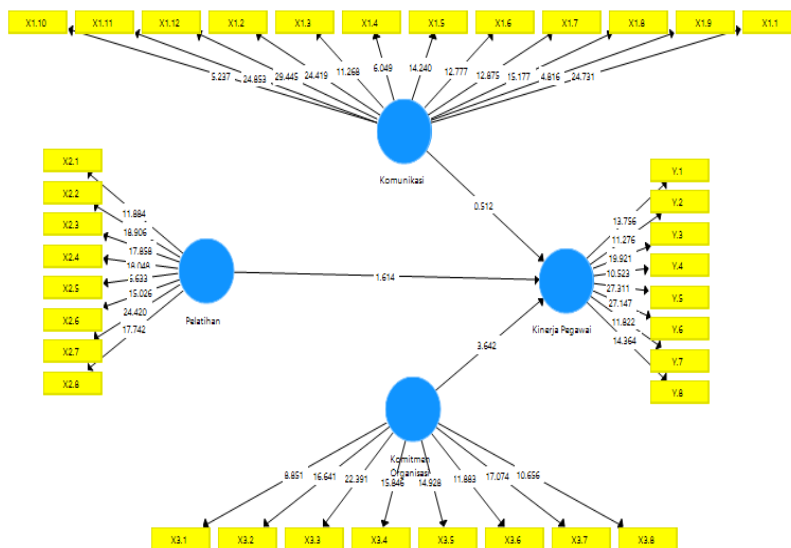 X1.10 X1.11 X1.12 X1.2 X1.3 X1.4 X1.5 X1.6 X1.7 X1.8 X1.9 X1.1
5.237 24.853 29.445 24.419 11.268 6.049 14.240 12.777 12.875 15.177 4.816 24.731
Komunikasi
0.512
X2.1
X2.2
X2.3
X2.4
X2.5
X2.6
X2.7
X2.8
11.884
18.906
17.858
5.633
15.026
24.420
17.742
Pelatihan
1.614
Y.1
Y.2
Y.3
Y.4
Y.5
Y.6
Y.7
Y.8
13.756
11.276
19.921
10.523
27.311
27.147
11.822
14.364
Kinerja Pegawai
3.642
Komitmen
Organisasi
8.851 16.641 22.391 15.846 14.928 11.883 17.074 10.656
X3.1 X3.2 X3.3 X3.4 X3.5 X3.6 X3.7 X3.8